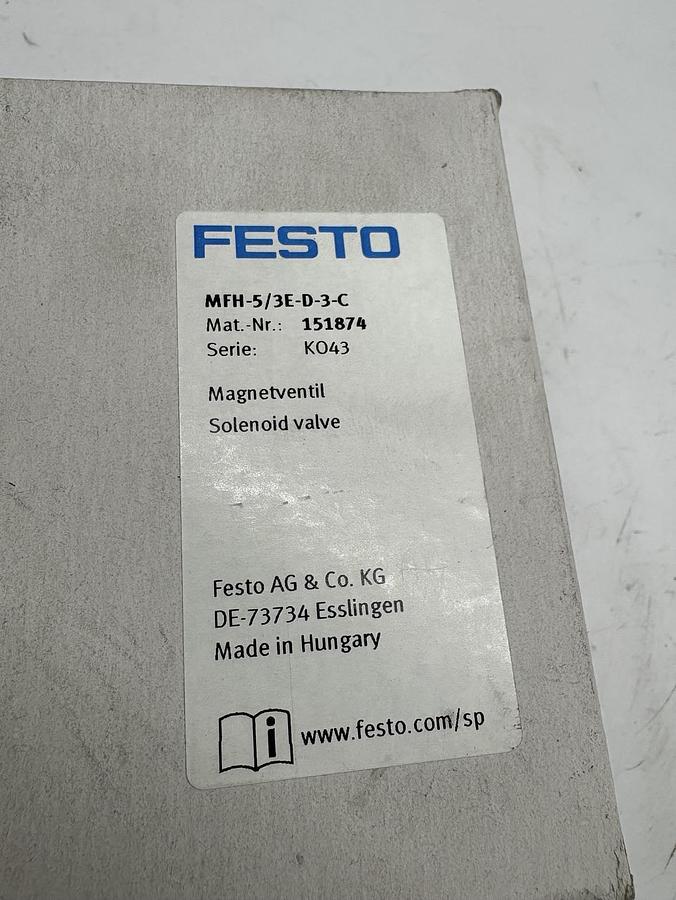 FESTO
MFH-5/3E-D-3-C
Mat.-Nr.: 151874
Serie: KO43
Magnetventil
Solenoid valve
Festo AG & Co. KG
DE-73734 Esslingen
Made in Hungary
i www.festo.com/sp